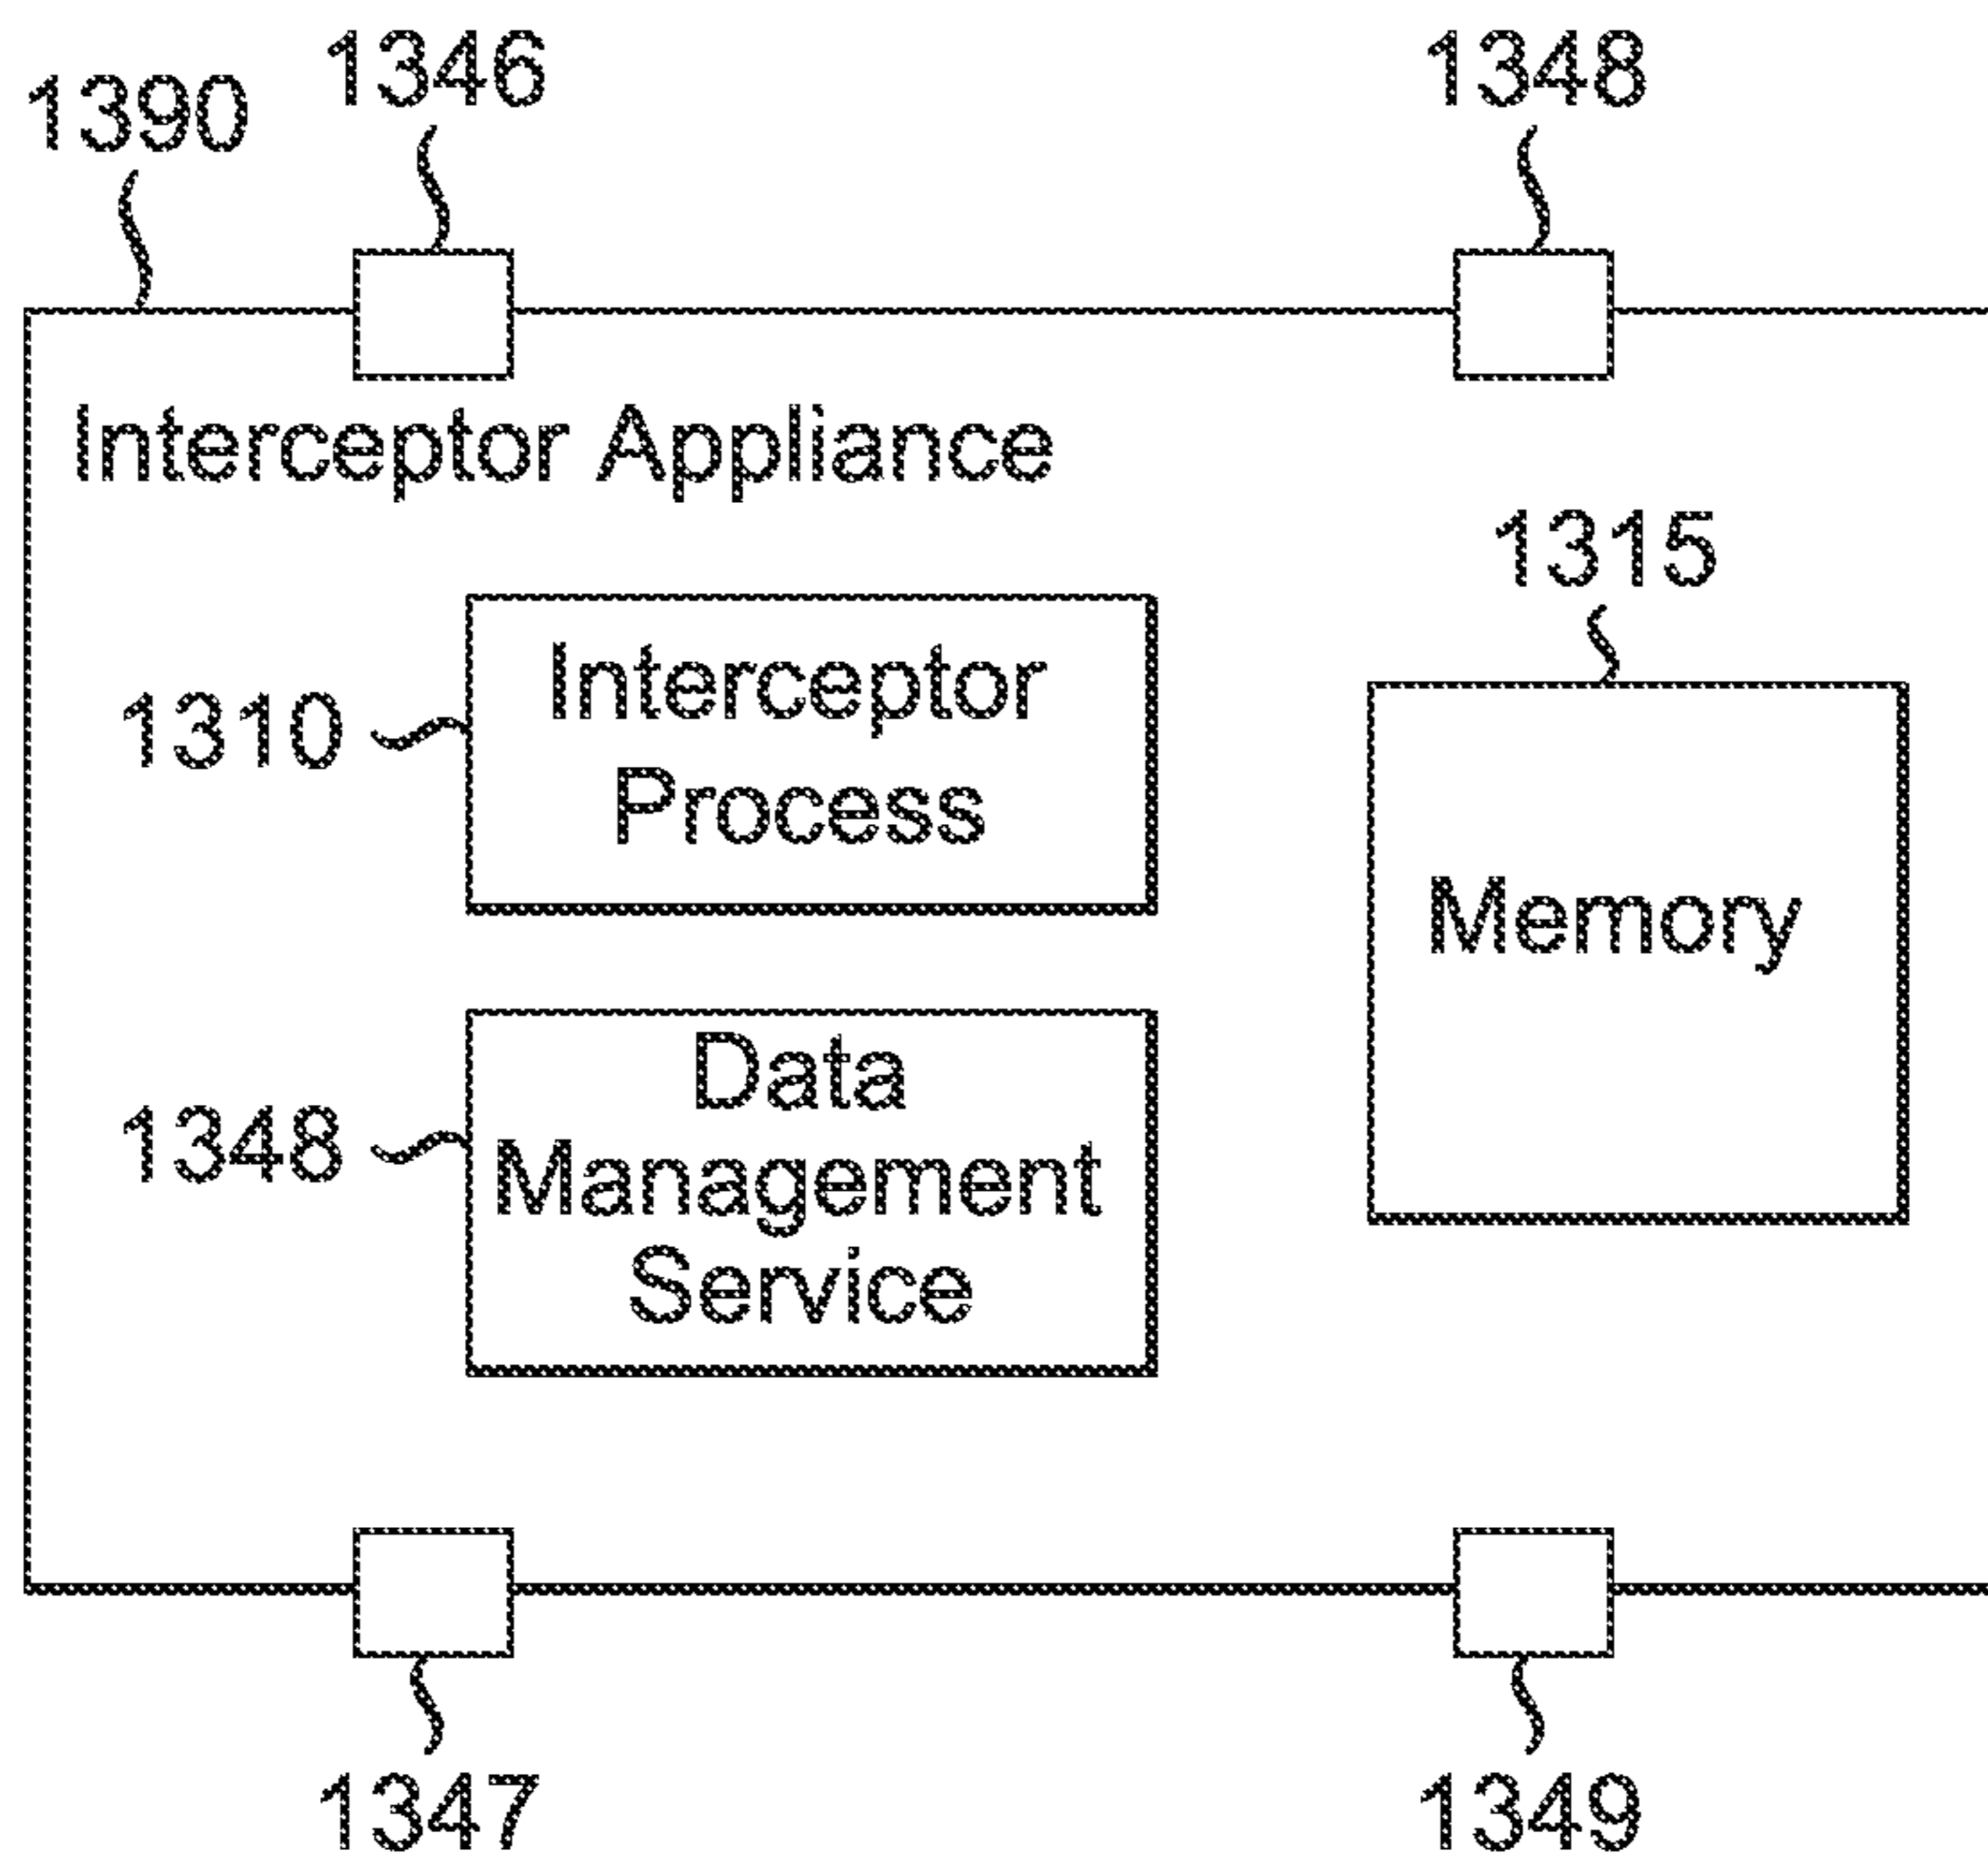 1390
1346
1348
Interceptor Appliance
1315
1310
Interceptor
Process
Memory
1348
Data
Management
Service
1347
1349